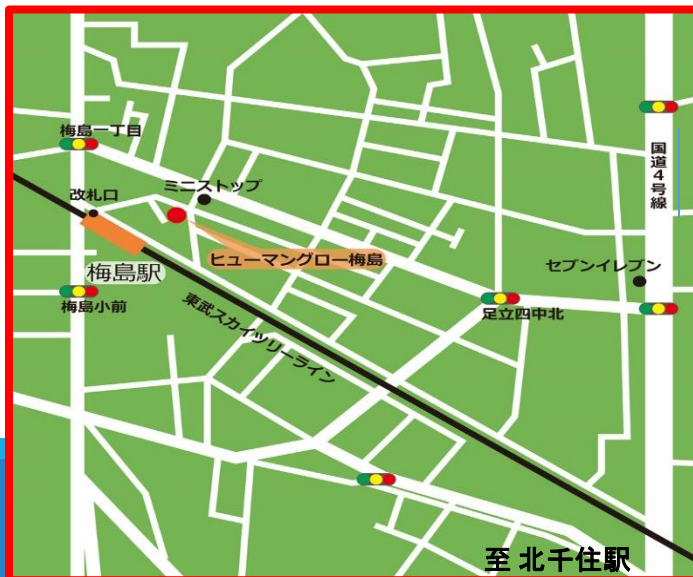 梅島一丁目
国道4号線
ミニストップ
改札口
ヒューマングロー梅島
セブンイレブン
梅島駅
梅島小前
足立四中北
東武スカイツリーライン
至 北千住駅